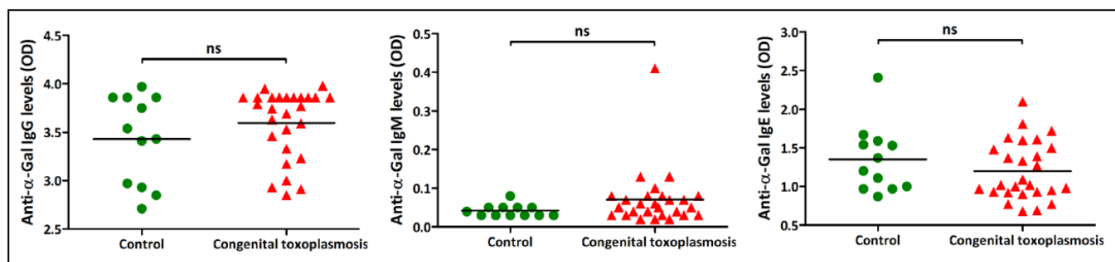 Anti-α-Gal IgG levels (OD)
4.5
4.0
3.5
3.0
2.5
ns
Control
Congenital toxoplasmosis
Anti-α-Gal IgM levels (OD)
0.5
0.4
0.3
0.2
0.1
0.0
ns
Control
Congenital toxoplasmosis
Anti-α-Gal IgE levels (OD)
3.0
2.5
2.0
1.5
1.0
0.5
ns
Control
Congenital toxoplasmosis